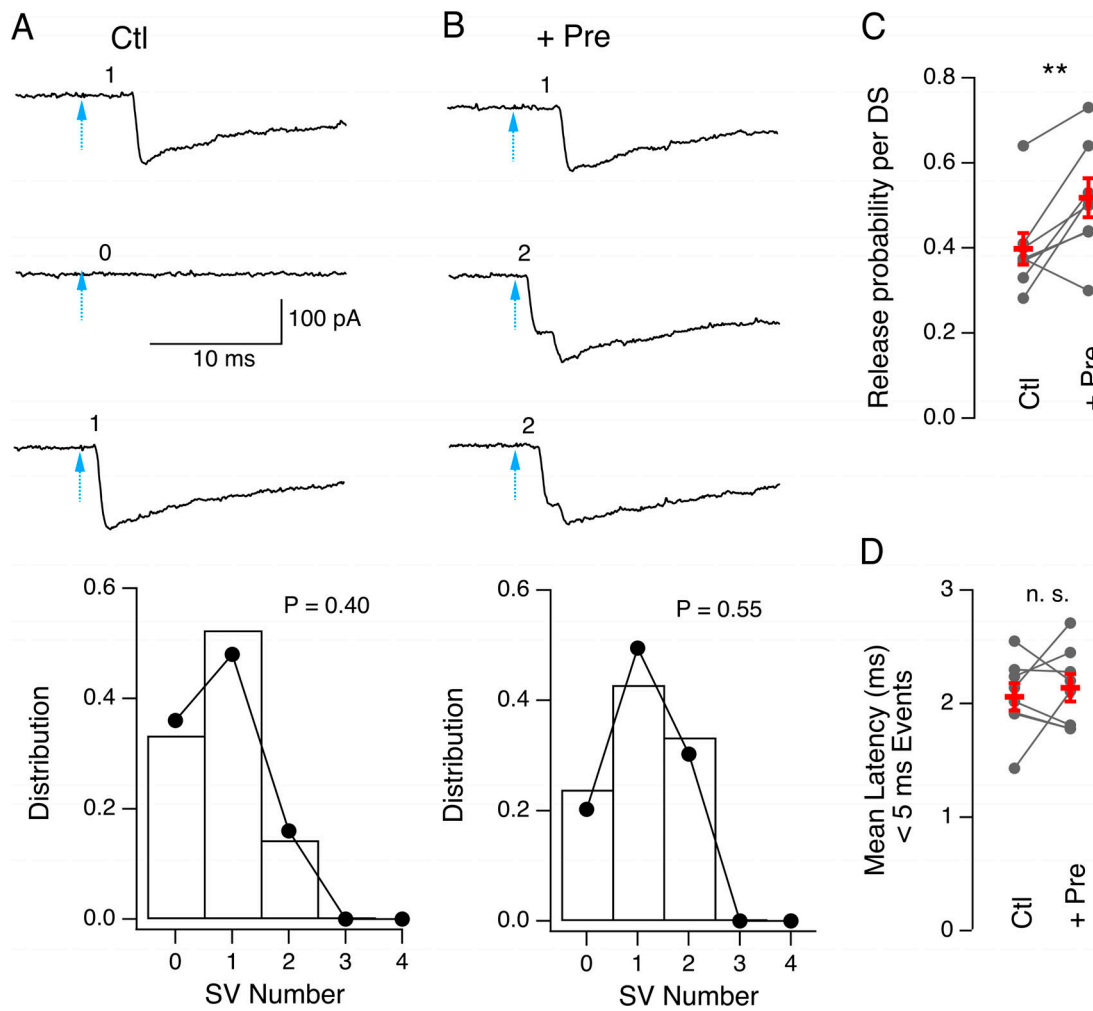 A
Ctl
1
0
100 pA
10 ms
1
0.6
0.4
0.2
0.0
Distribution
P = 0.40
0
1
2
3
4
SV Number
B
+ Pre
1
2
2
0.6
0.4
0.2
0.0
Distribution
P = 0.55
0
1
2
3
4
SV Number
C
**
0.8
0.6
0.4
0.2
0.0
Release probability per DS
Ctl
+ Pre
D
n. s.
3
2
1
0
Mean Latency (ms)
< 5 ms Events
Ctl
+ Pre